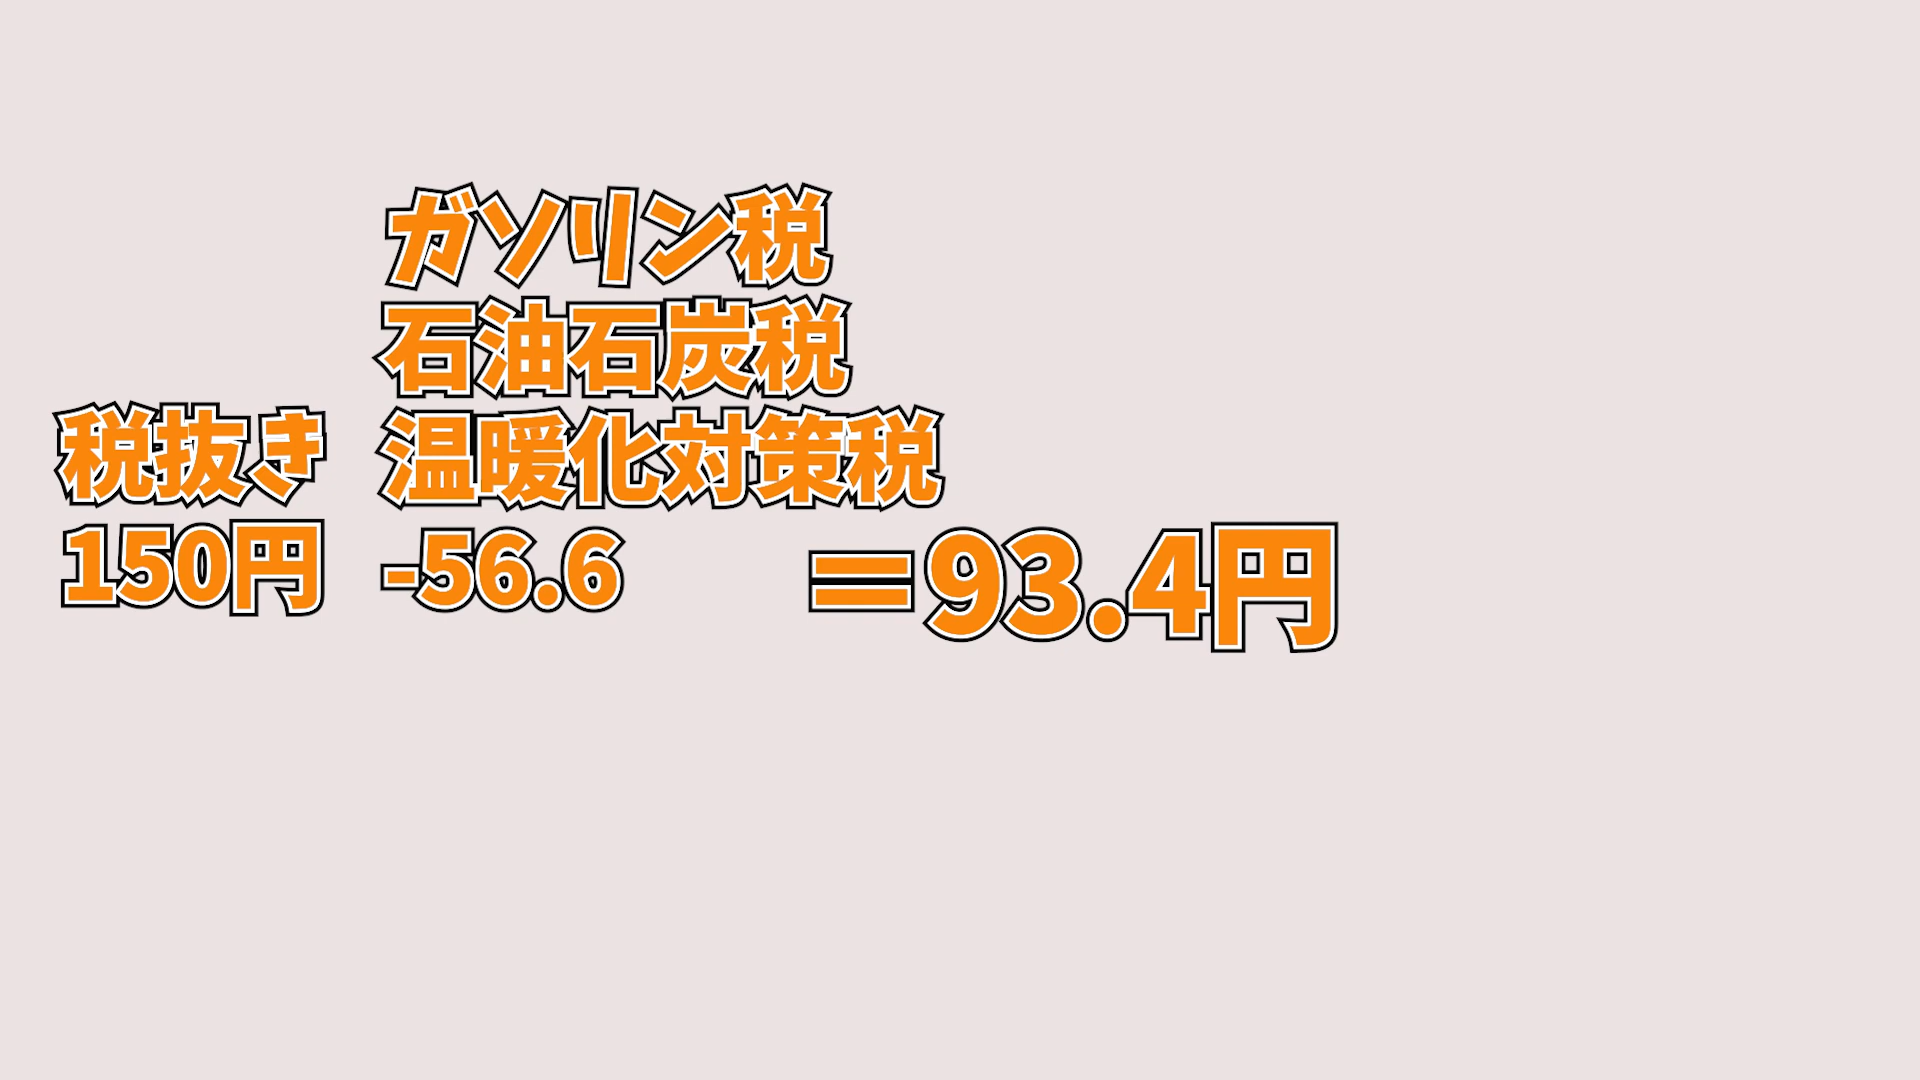 ガソリン税
石油石炭税
温暖化対策税
税抜き
150円
-56.6
=93.4円